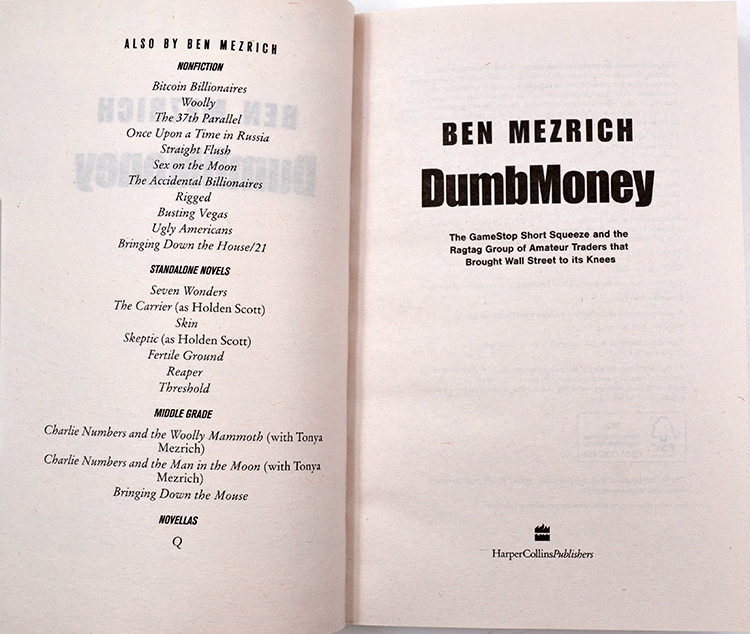 ALSO BY BEN MEZRICH
NONFICTION
Bitcoin Billionaires
Woolly
The 37th Parallel
Once Upon a Time in Russia
Straight Flush
Sex on the Moon
The Accidental Billionaires
Rigged
Busting Vegas
Ugly Americans
Bringing Down the House/21
STANDALONE NOVELS
Seven Wonders
The Carrier (as Holden Scott)
Skin
Skeptic (as Holden Scott)
Fertile Ground
Reaper
Threshold
MIDDLE GRADE
Charlie Numbers and the Woolly Mammoth (with Tonya
Mezrich)
Charlie Numbers and the Man in the Moon (with Tonya
Mezrich)
Bringing Down the Mouse
NOVELLAS
Q
BEN MEZRICH
DumbMoney
The GameStop Short Squeeze and the
Ragtag Group of Amateur Traders that
Brought Wall Street to its Knees
HarperCollinsPublishers